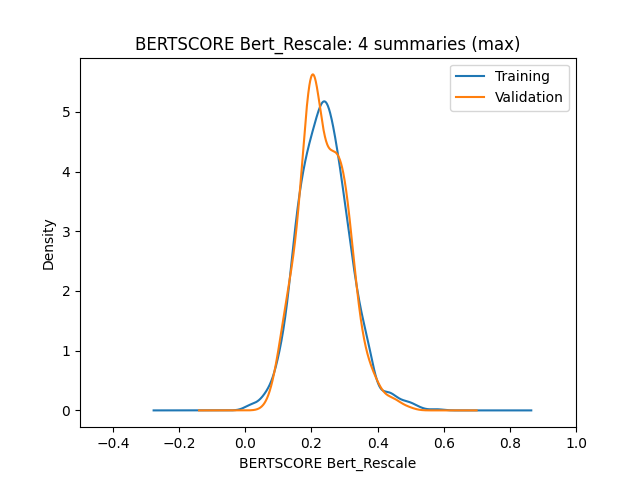 BERTSCORE Bert_Rescale: 4 summaries (max)
Training
Validation
5
4
3
2
1
0
Density
−0.4 −0.2 0.0 0.2 0.4 0.6 0.8 1.0
BERTSCORE Bert_Rescale